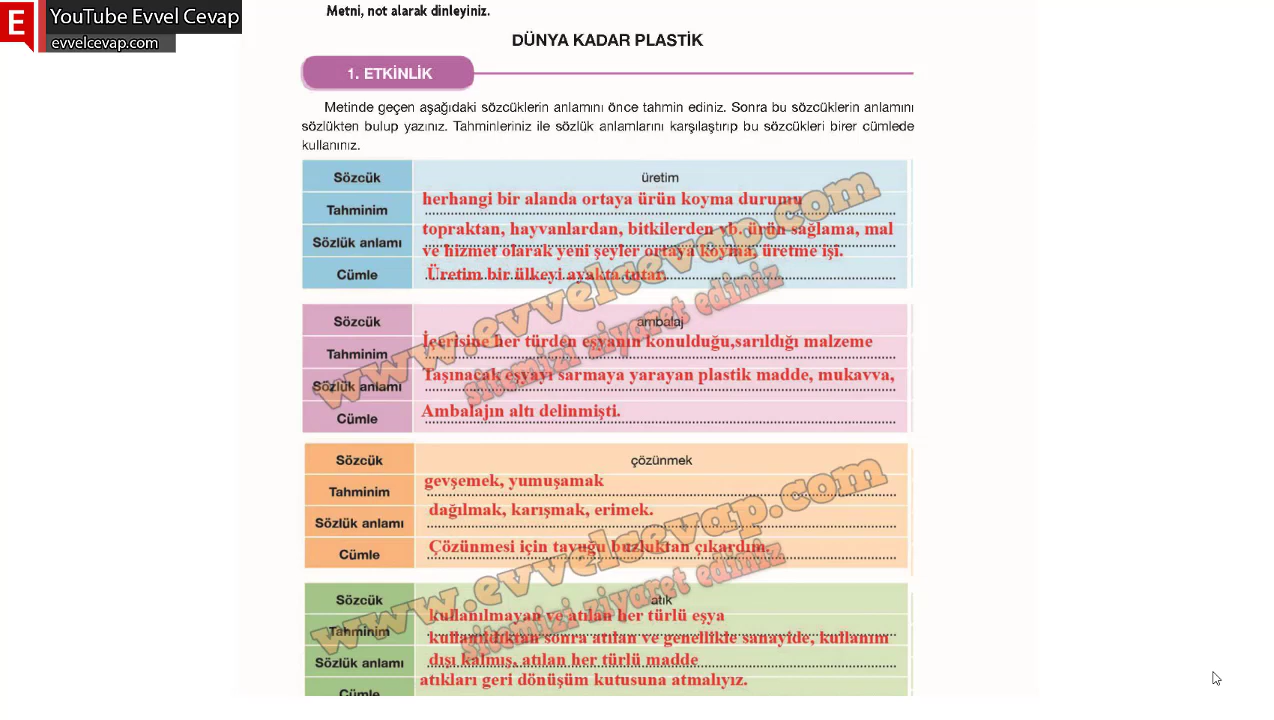 YouTube Evvel Cevap
evvelcevap.com
Metni, not alarak dinleyiniz.
DÜNYA KADAR PLASTİK
1. ETKİNLİK
Metinde geçen aşağıdaki sözcüklerin anlamını önce tahmin ediniz. Sonra bu sözcüklerin anlamını
sözlükten bulup yazınız. Tahminleriniz ile sözlük anlamlarını karşılaştırıp bu sözcükleri birer cümlede
kullanınız.
Sözcük üretim
Tahminim herhangi bir alanda ortaya ürün koyma durumu
Sözlük anlamı topraktan, hayvanlardan, bitkilerden vb. ürün sağlama, mal
ve hizmet olarak yeni şeyler ortaya koyma, üretme işi.
Cümle Üretim bir ülkeyi ayakta tutar.
Sözcük ambalaj
Tahminim İçerisine her türden eşyanın konulduğu,sarıldığı malzeme
Sözlük anlamı Taşınacak eşyayı sarmaya yarayan plastik madde, mukavva,
Cümle Ambalajın altı delinmişti.
Sözcük çözünmek
Tahminim gevşemek, yumuşamak
Sözlük anlamı dağılmak, karışmak, erimek.
Cümle Çözünmesi için tavuğu buzluktan çıkardım.
Sözcük atık
Tahminim kullanılmayan ve atılan her türlü eşya
Sözlük anlamı kullanıldıktan sonra atılan ve genellikle sanayide, kullanım
dışı kalmış, atılan her türlü madde
Cümle atıkları geri dönüşüm kutusuna atmalıyız.
www.evvelcevap.com
sitemizi ziyaret ediniz
www.evvelcevap.com
sitemizi ziyaret ediniz